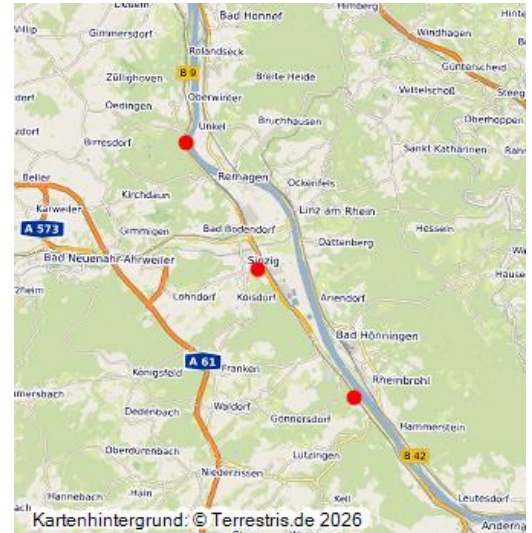 Bad Honnef
Himberg
Villip
Gimmersdorf
Windhagen
Rolandseck
Günterscheid
B 9
Züllighoven
Breite Heide
Oberwinter
Vettelschoß
Oedingen
Unkel
Bruchhausen
Oberhoppen
Birresdorf
Sankt Katharinen
Beller
Remagen
Ockenfels
Kirchdaun
Karweiler
Linz am Rhein
A 573
Gimmigen
Bad Bodendorf
Dattenberg
Bad Neuenahr-Ahrweiler
Sinzig
Lohndorf
Koisdorf
Ariendorf
Bad Hönningen
A 61
Königsfeld
Franken
Rheinbrohl
Dedenbach
Waldorf
Gönnersdorf
Hammerstein
Oberdürenbach
Lützingen
B 42
Niederzissen
Hannebach
Hain
Kell
Leutesdorf
Kartenhintergrund: © Terrestris.de 2026